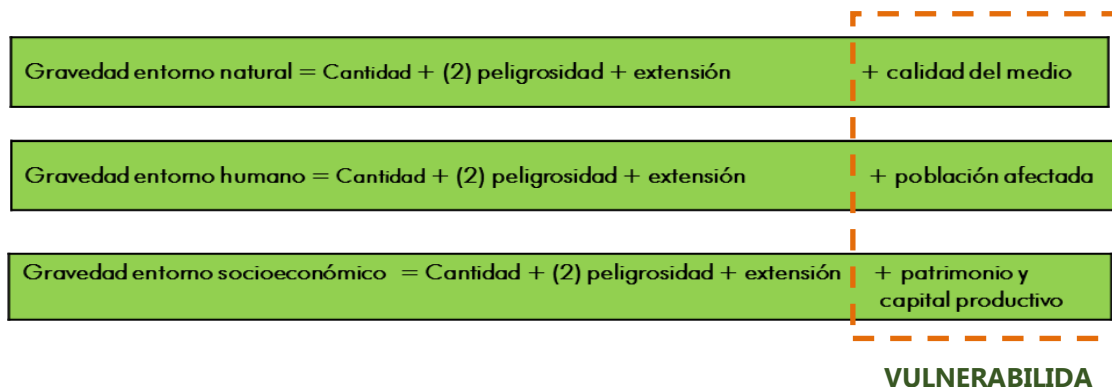 Gravedad entorno natural = Cantidad + (2) peligrosidad + extensión + calidad del medio
Gravedad entorno humano = Cantidad + (2) peligrosidad + extensión + población afectada
Gravedad entorno socioeconómico = Cantidad + (2) peligrosidad + extensión + patrimonio y
capital productivo
VULNERABILIDA